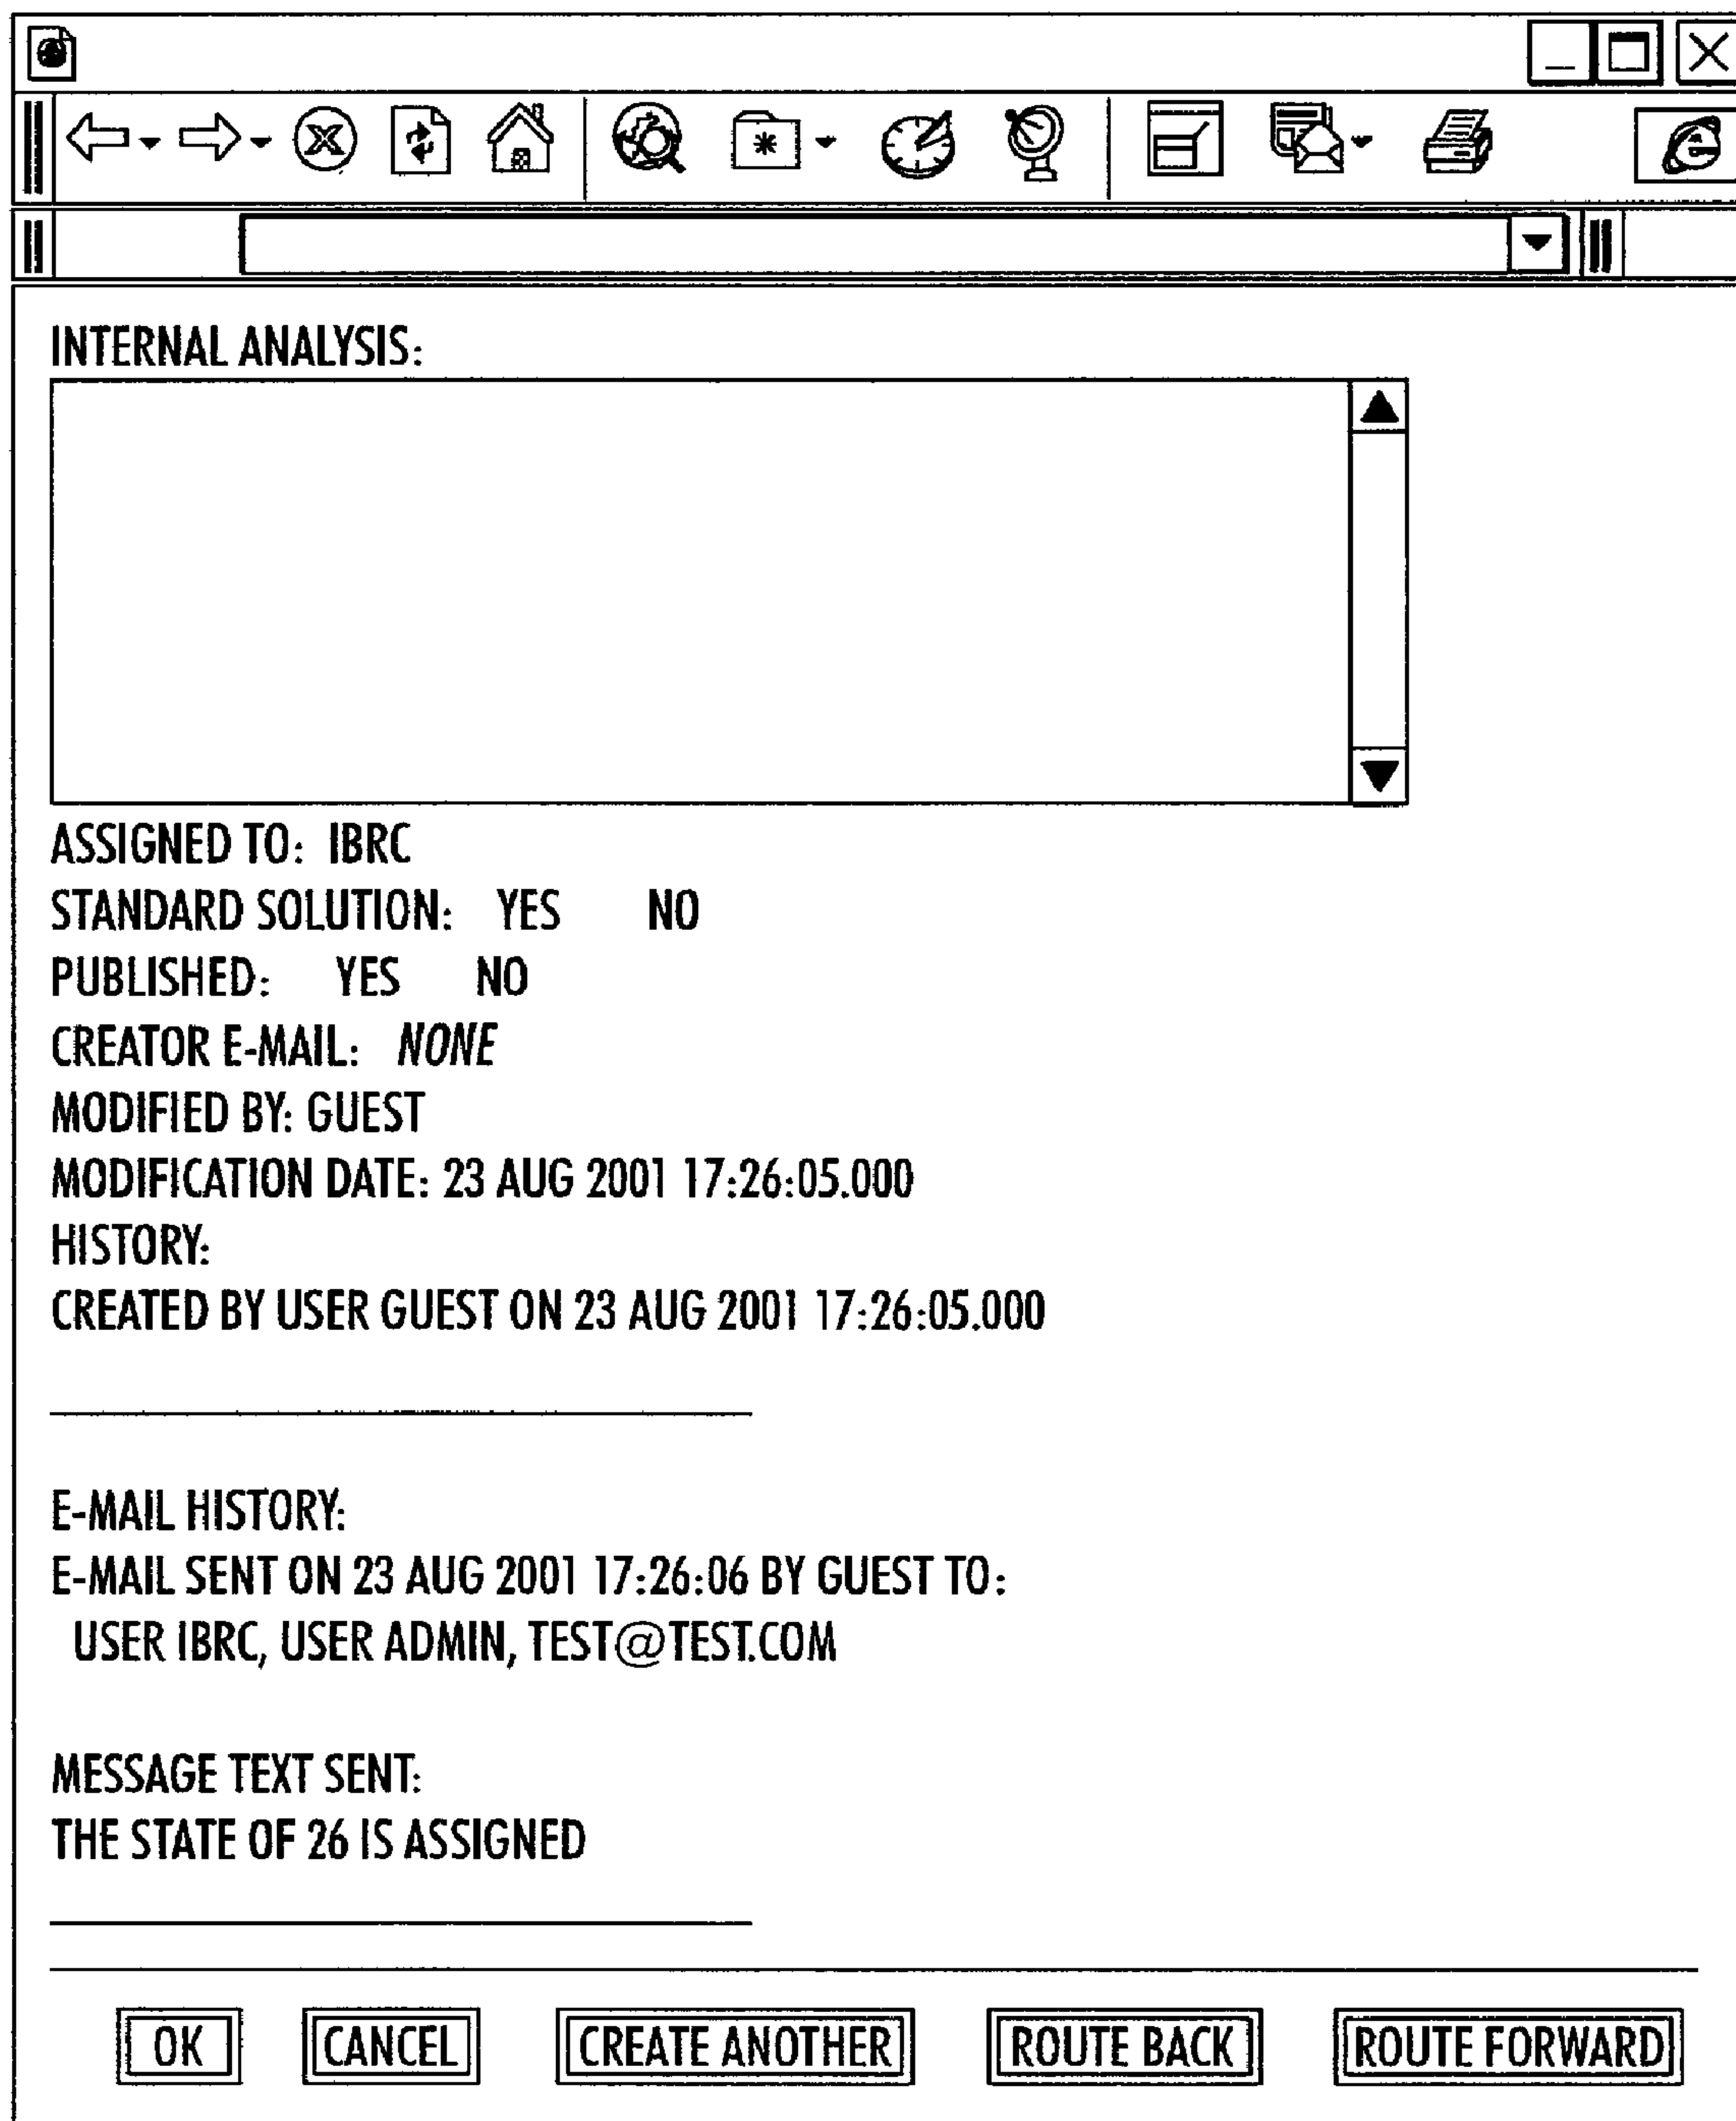 INTERNAL ANALYSIS:
ASSIGNED TO: IBRC
STANDARD SOLUTION: YES NO
PUBLISHED: YES NO
CREATOR E-MAIL: NONE
MODIFIED BY: GUEST
MODIFICATION DATE: 23 AUG 2001 17:26:05.000
HISTORY:
CREATED BY USER GUEST ON 23 AUG 2001 17:26:05.000
E-MAIL HISTORY:
E-MAIL SENT ON 23 AUG 2001 17:26:06 BY GUEST TO:
USER IBRC, USER ADMIN, TEST@TEST.COM
MESSAGE TEXT SENT:
THE STATE OF 26 IS ASSIGNED
OK CANCEL CREATE ANOTHER ROUTE BACK ROUTE FORWARD